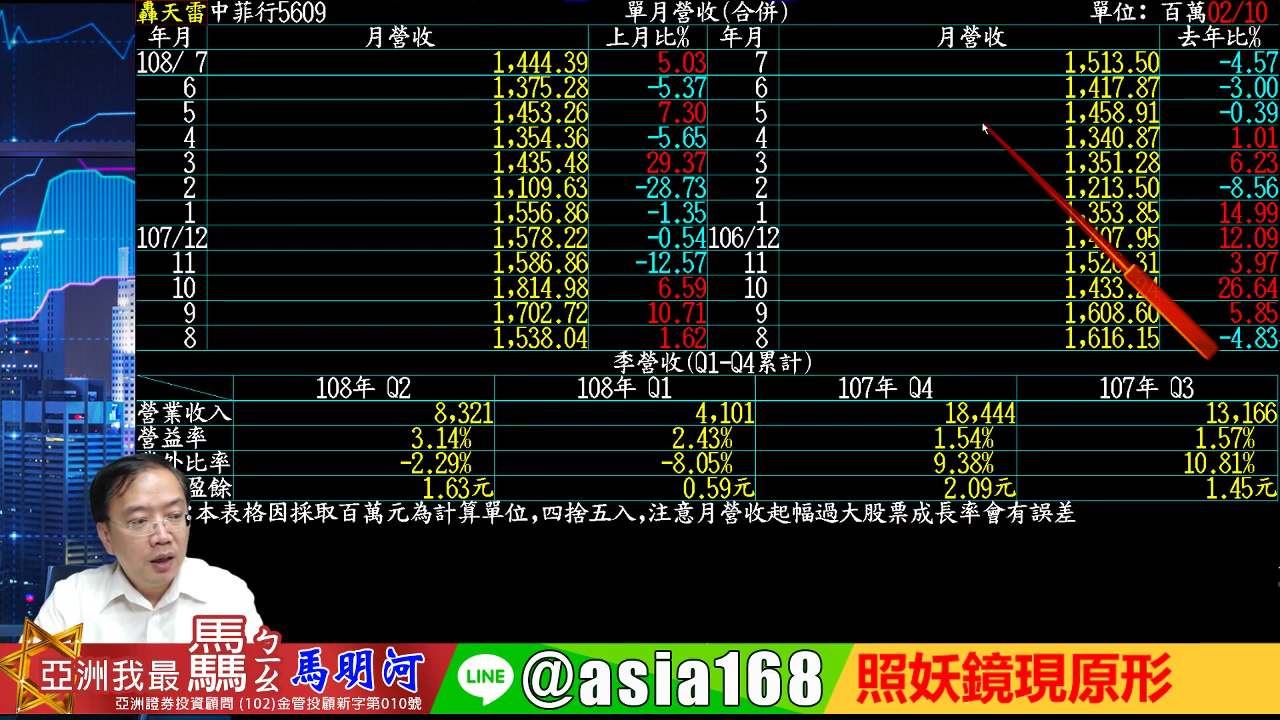 轟天雷中菲行5609 單月營收(合併) 單位: 百萬02/10
年月 月營收 上月比% 年月 月營收 去年比%
108/ 7 1,444.39 5.03 7 1,513.50 -4.57
6 1,375.28 -5.37 6 1,417.87 -3.00
5 1,453.26 7.30 5 1,458.91 -0.39
4 1,354.36 -5.65 4 1,340.87 1.01
3 1,435.48 29.37 3 1,351.28 6.23
2 1,109.63 -28.73 2 1,213.50 -8.56
1 1,556.86 -1.35 1 ,353.85 14.99
107/12 1,578.22 -0.54 106/12 1,407.95 12.09
11 1,586.86 -12.57 11 1,526.31 3.97
10 1,814.98 6.59 10 1,433. 26.64
9 1,702.72 10.71 9 1,608.60 5.85
8 1,538.04 1.62 8 1,616.15 -4.83
季營收(Q1-Q4累計)
108年 Q2 108年 Q1 107年 Q4 107年 Q3
營業收入 8,321 4,101 18,444 13,166
營益率 3.14% 2.43% 1.54% 1.57%
外比率 -2.29% -8.05% 9.38% 10.81%
盈餘 1.63元 0.59元 2.09元 1.45元
:本表格因採取百萬元為計算單位,四捨五入,注意月營收起幅過大股票成長率會有誤差
亞洲我最馬驫ㄅㄧㄠ 馬明河
亞洲證券投資顧問 (102)金管投顧新字第010號
LINE @asia168
照妖鏡現原形